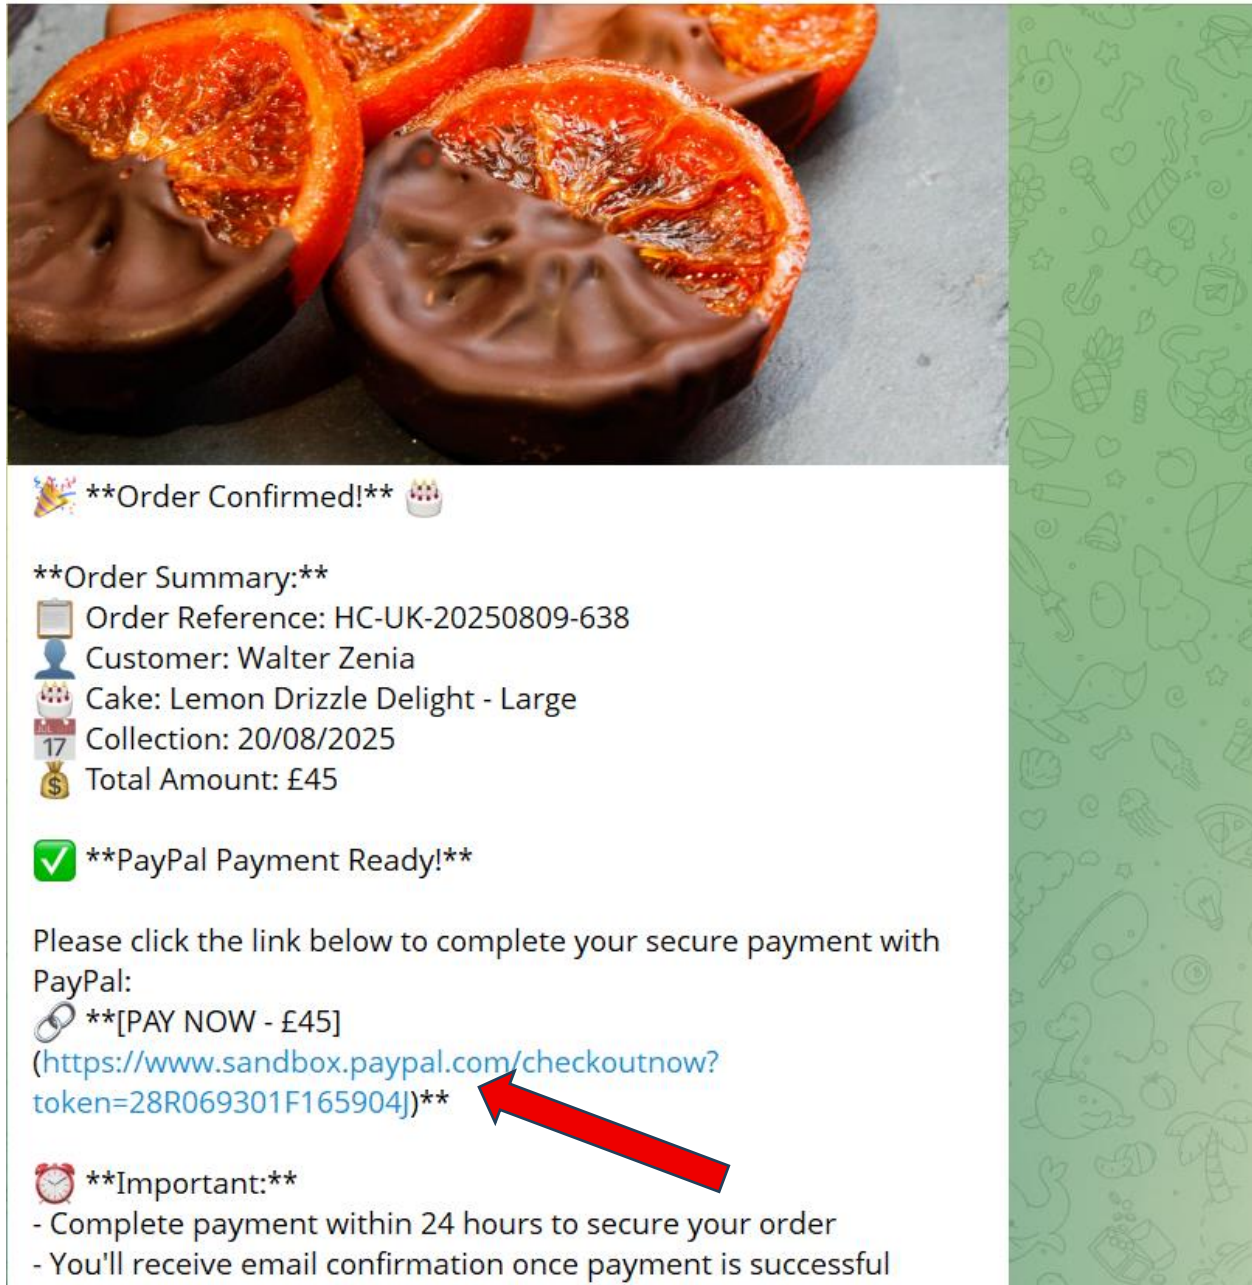 🎉 **Order Confirmed!** 🎂
**Order Summary:**
📋 Order Reference: HC-UK-20250809-638
👤 Customer: Walter Zenia
🎂 Cake: Lemon Drizzle Delight - Large
📅 Collection: 20/08/2025
💰 Total Amount: £45
✅ **PayPal Payment Ready!**
Please click the link below to complete your secure payment with
PayPal:
🔗 **[PAY NOW - £45]
(https://www.sandbox.paypal.com/checkoutnow?
token=28R069301F165904J)**
⏰ **Important:**
- Complete payment within 24 hours to secure your order
- You'll receive email confirmation once payment is successful